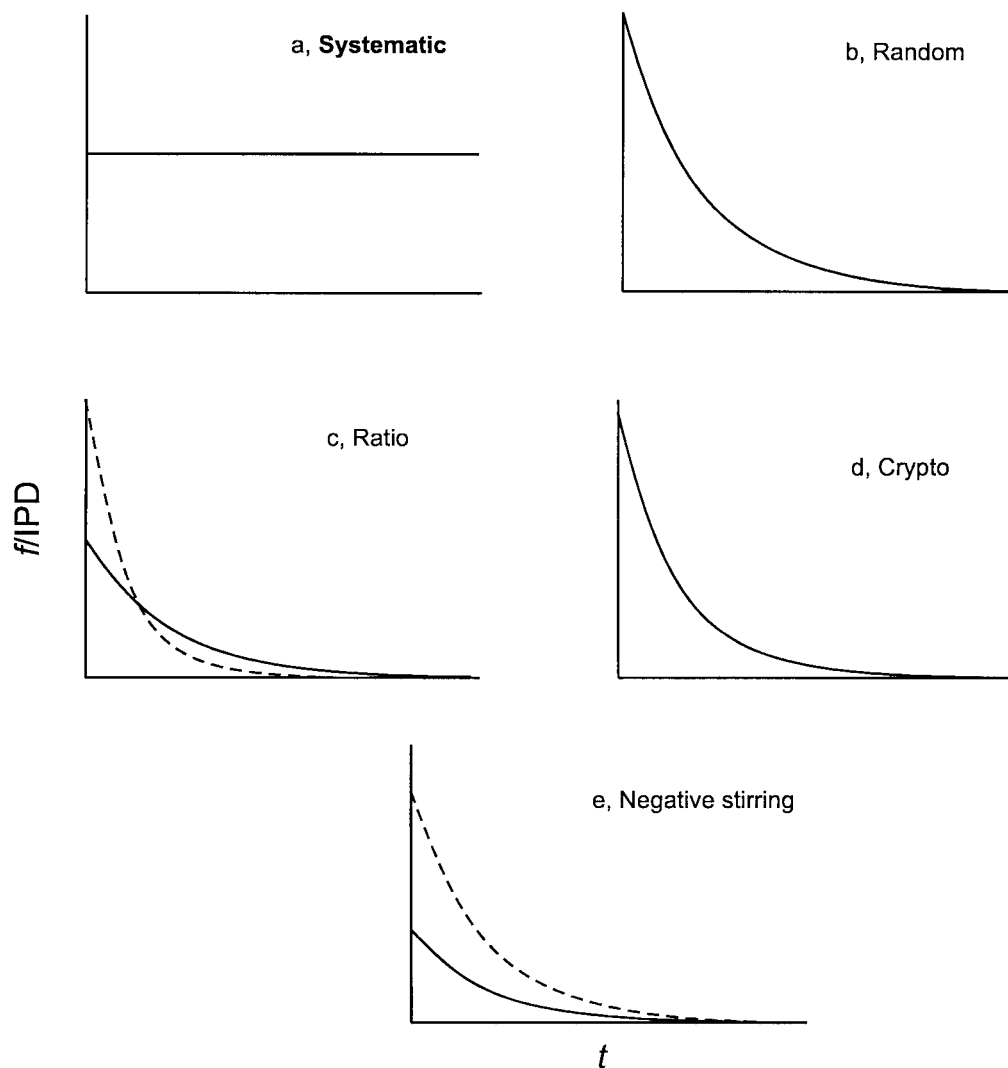 a, Systematic
b, Random
c, Ratio
d, Crypto
f/IPD
e, Negative stirring
t